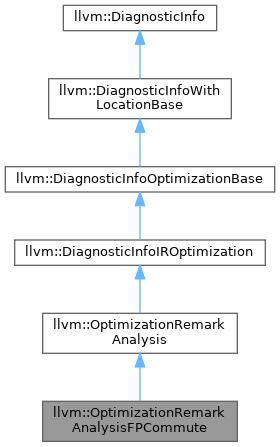 llvm::DiagnosticInfo
llvm::DiagnosticInfoWith
LocationBase
llvm::DiagnosticInfoOptimizationBase
llvm::DiagnosticInfoIROptimization
llvm::OptimizationRemark
Analysis
llvm::OptimizationRemark
AnalysisFPCommute